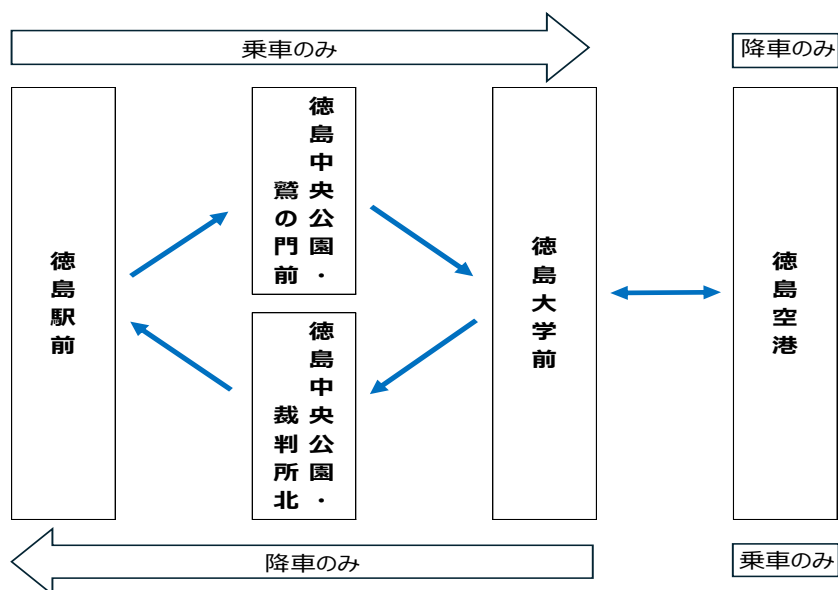 乗車のみ
降車のみ
徳島駅前
徳島中央公園・
鷲の門前
徳島中央公園・
裁判所北
徳島大学前
徳島空港
降車のみ
乗車のみ